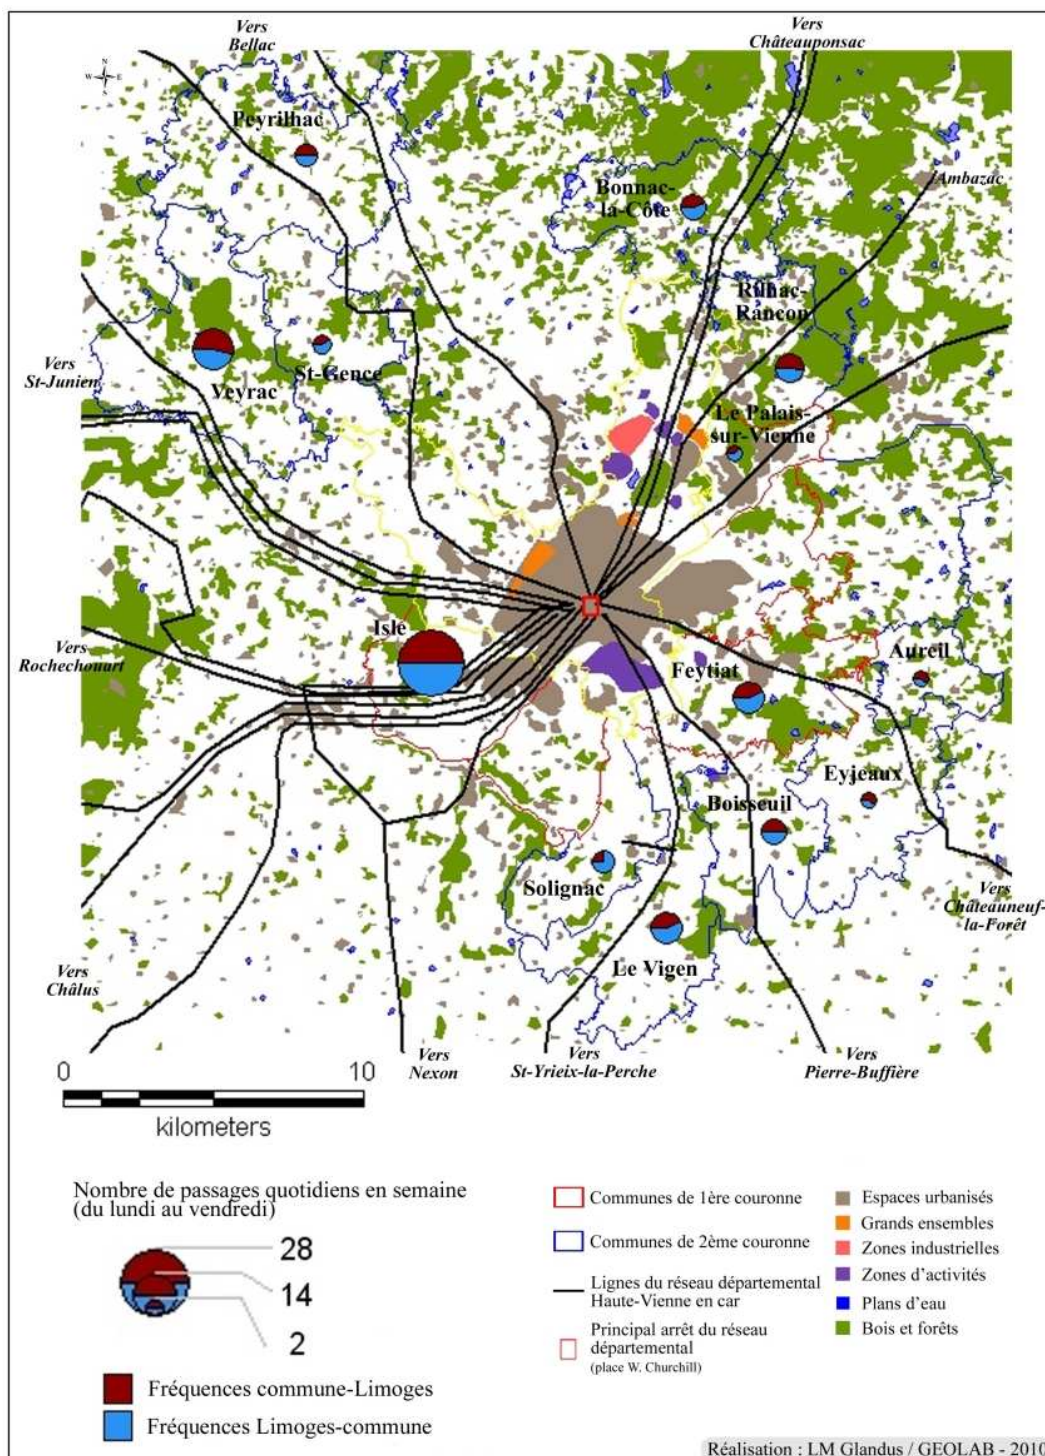 Vers
Bellac
Vers
Châteauponsac
N
W E
S
Peyrilhac
Bonnac-
la-Côte
Ambazac
Rilhac-
Rancon
Vers
St-Junien
Veyrac
St-Gence
Le Palais-
sur-Vienne
Isle
Vers
Rochechouart
Feytiat
Aureil
Eyjeaux
Boisseuil
Solignac
Vers
Châteauneuf-
la-Forêt
Le Vigen
Vers
Châlus
Vers
Nexon
Vers
St-Yrieix-la-Perche
Vers
Pierre-Buffière
0 10
kilometers
Nombre de passages quotidiens en semaine
(du lundi au vendredi)
28
14
2
Fréquences commune-Limoges
Fréquences Limoges-commune
Communes de 1ère couronne
Communes de 2ème couronne
Lignes du réseau départemental
Haute-Vienne en car
Principal arrêt du réseau
départemental
(place W. Churchill)
Espaces urbanisés
Grands ensembles
Zones industrielles
Zones d'activités
Plans d'eau
Bois et forêts
Réalisation : LM Glandus / GEOLAB - 2010